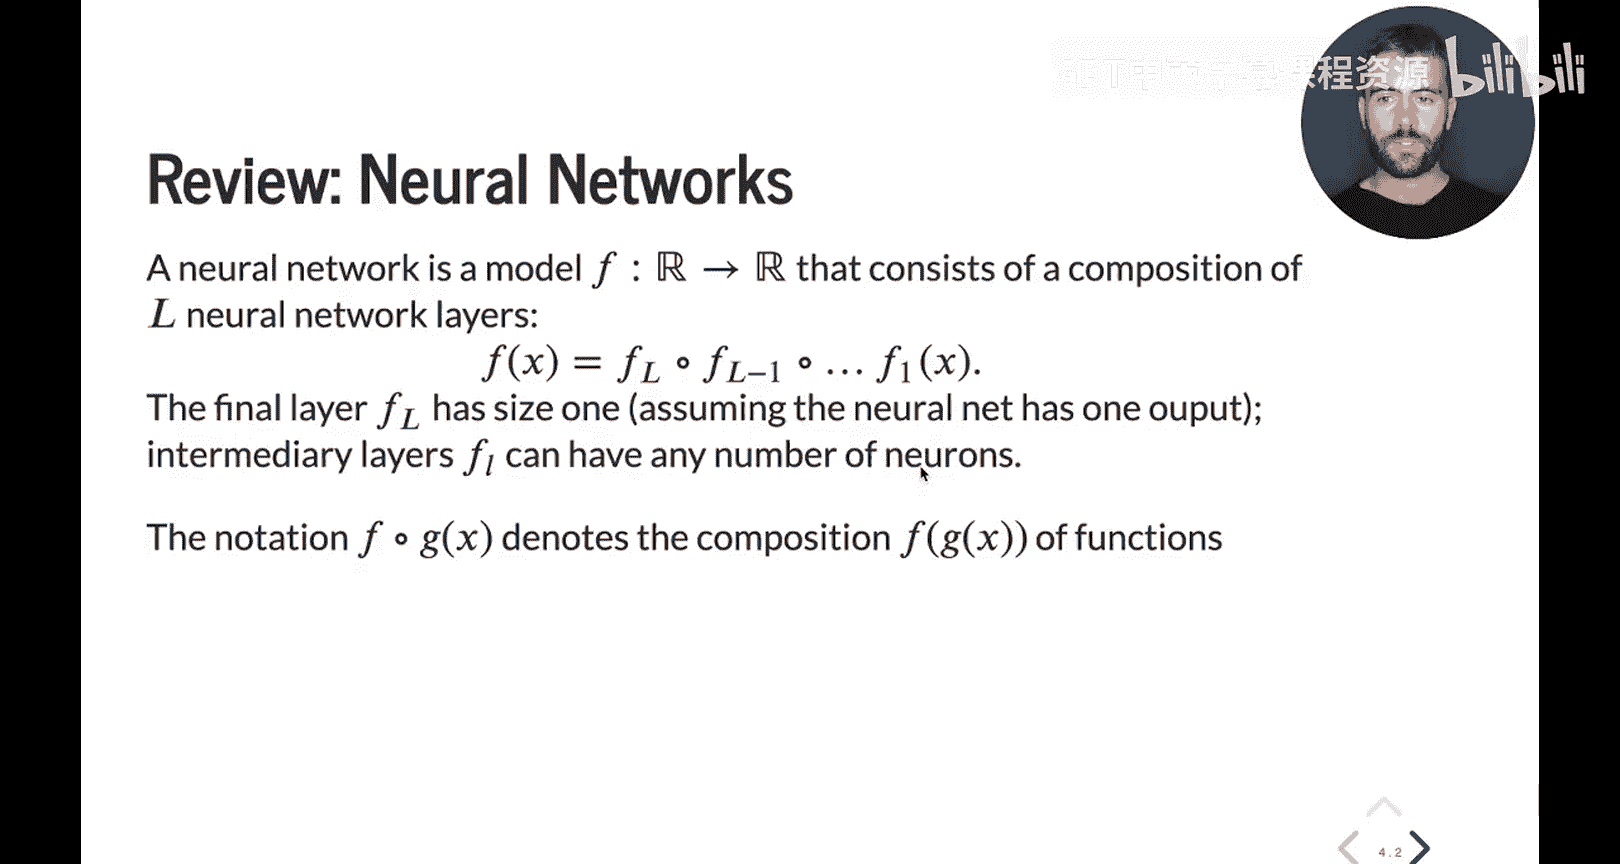 程资源 bilibili
Review: Neural Networks
A neural network is a model f : ℝ → ℝ that consists of a composition of
L neural network layers:
f(x) = f_L ∘ f_{L−1} ∘ … f_1(x).
The final layer f_L has size one (assuming the neural net has one ouput);
intermediary layers f_l can have any number of neurons.
The notation f ∘ g(x) denotes the composition f(g(x)) of functions
4.2